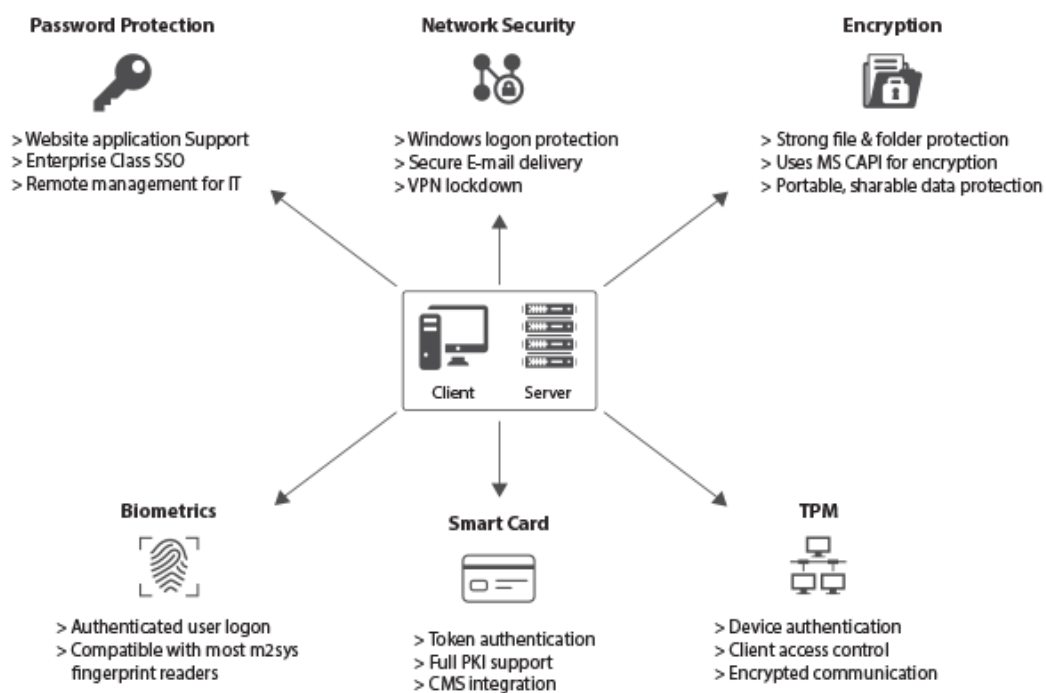 Password Protection
> Website application Support
> Enterprise Class SSO
> Remote management for IT
Network Security
> Windows logon protection
> Secure E-mail delivery
> VPN lockdown
Encryption
> Strong file & folder protection
> Uses MS CAPI for encryption
> Portable, sharable data protection
Client
Server
Biometrics
> Authenticated user logon
> Compatible with most m2sys
fingerprint readers
Smart Card
> Token authentication
> Full PKI support
> CMS integration
TPM
> Device authentication
> Client access control
> Encrypted communication